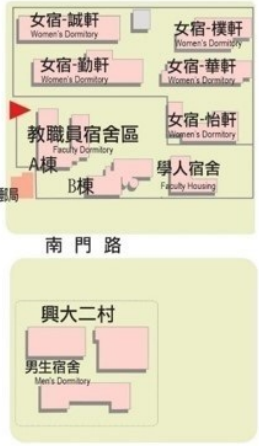 女宿-誠軒
Women's Dormitory
女宿-樸軒
Women's Dormitory
女宿-勤軒
Women's Dormitory
女宿-華軒
Women's Dormitory
女宿-怡軒
Women's Dormitory
教職員宿舍區
Faculty Dormitory
A棟
B棟
學人宿舍
Faculty Housing
郵局
南門路
興大二村
男生宿舍
Men's Dormitory